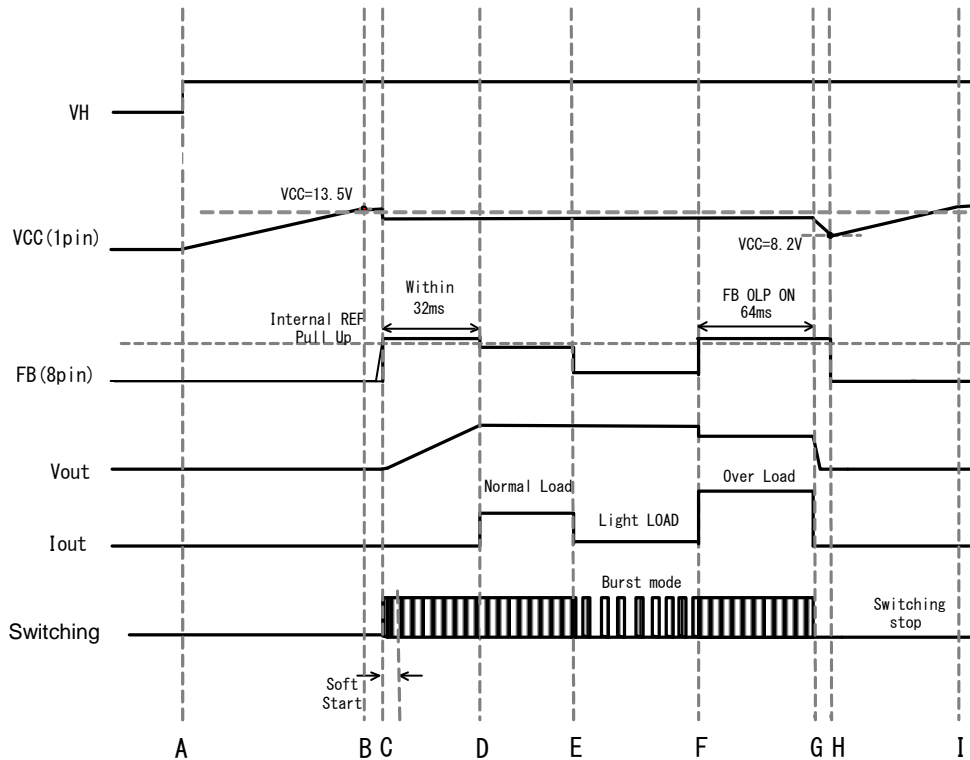 VH
VCC=13.5V
VCC(1pin)
VCC=8.2V
Within
32ms
FB OLP ON
64ms
Internal REF
Pull Up
FB(8pin)
Vout
Normal Load
Over Load
Light LOAD
Iout
Burst mode
Switching
Switching
stop
Soft
Start
A B C D E F G H I